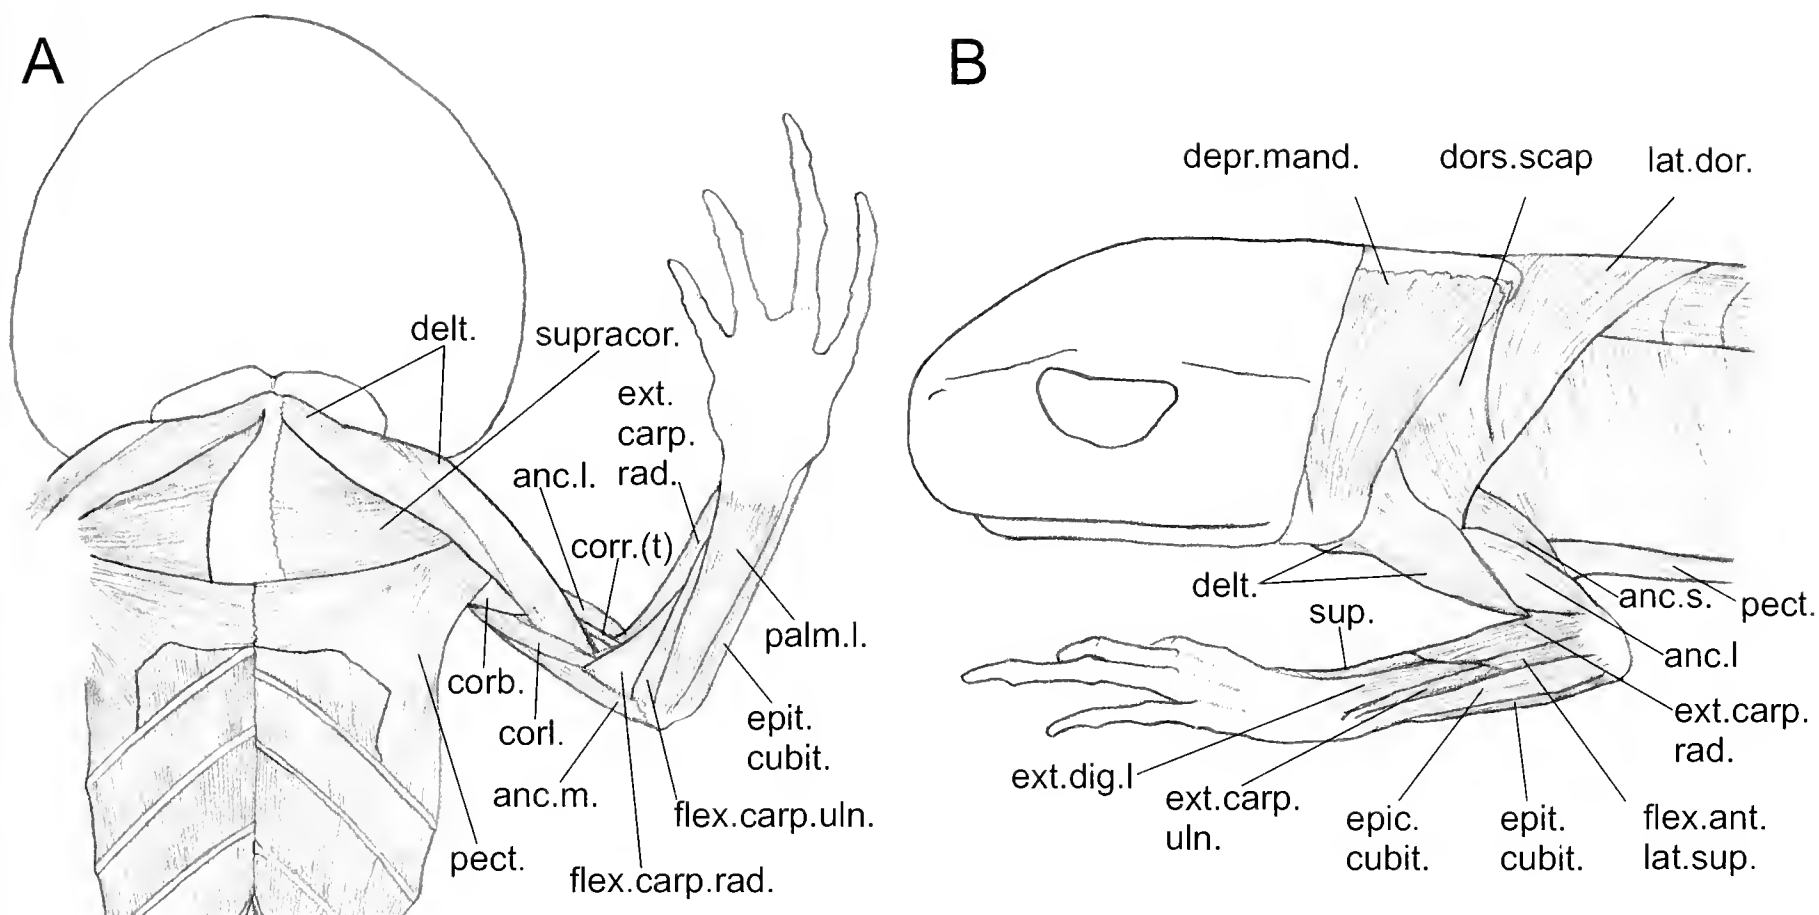 A
delt.
supracor.
ext.
carp.
rad.
anc.l.
corr.(t)
palm.l.
corb.
corl.
epit.
cubit.
anc.m.
flex.carp.uln.
pect.
flex.carp.rad.
B
depr.mand.
dors.scap
lat.dor.
delt.
sup.
anc.s.
pect.
anc.l
ext.carp.
rad.
ext.dig.l
ext.carp.
uln.
epic.
cubit.
epit.
cubit.
flex.ant.
lat.sup.